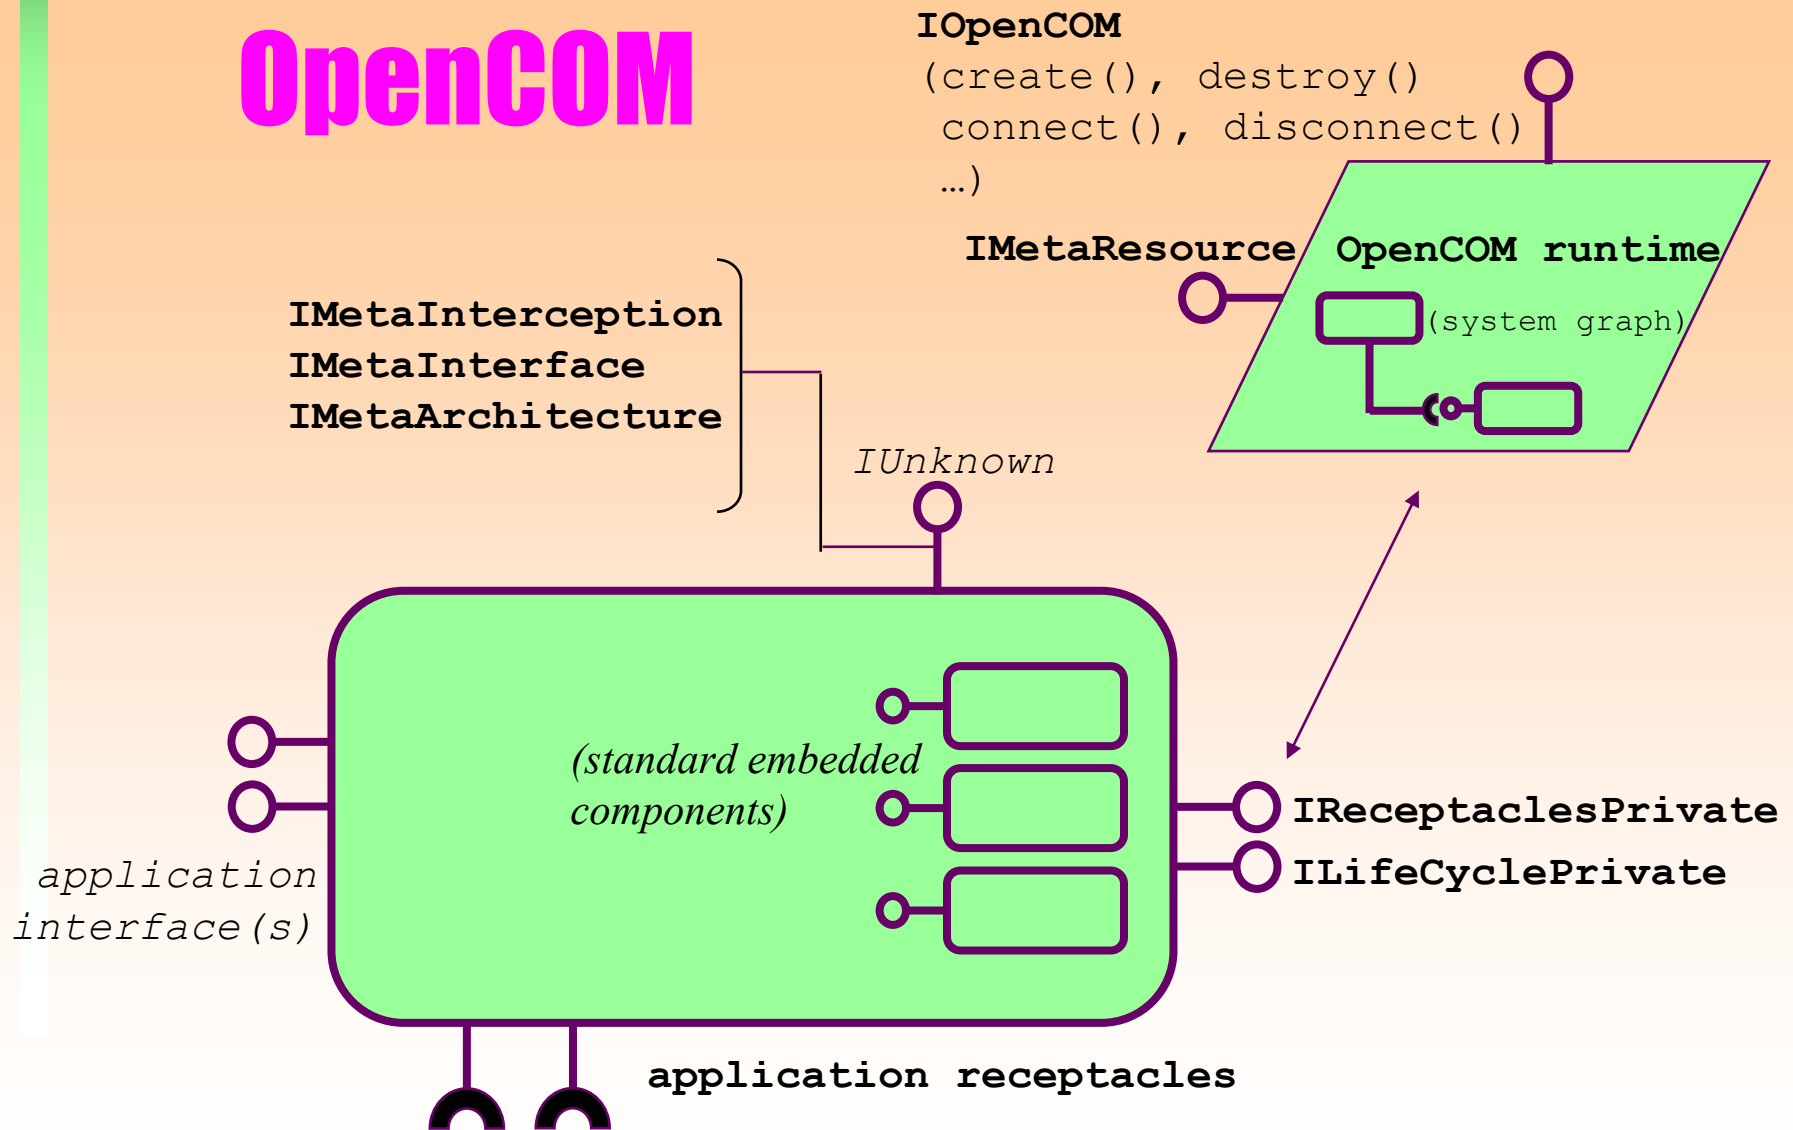 OpenCOM
IOpenCOM
(create(), destroy()
connect(), disconnect()
…)
IMetaResource
OpenCOM runtime
(system graph)
IMetaInterception
IMetaInterface
IMetaArchitecture
IUnknown
(standard embedded
components)
IReceptaclesPrivate
ILifeCyclePrivate
application
interface(s)
application receptacles